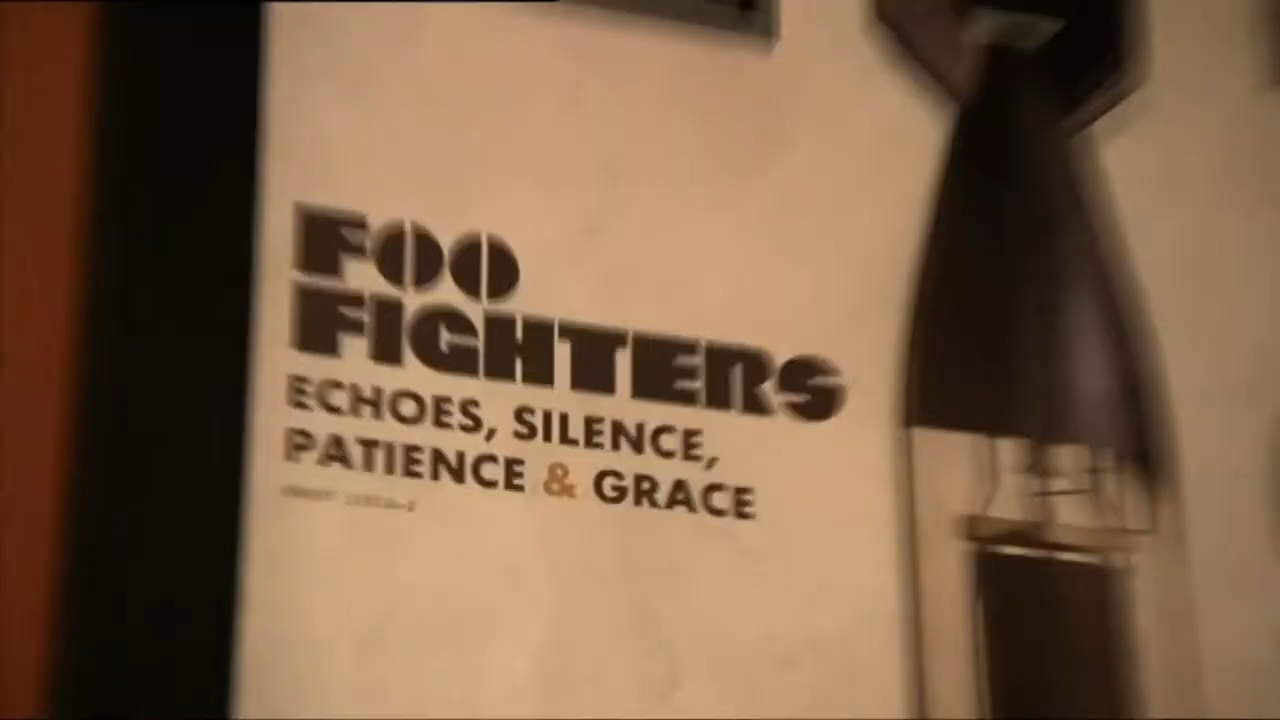 FOO
FIGHTERS
ECHOES, SILENCE,
PATIENCE & GRACE